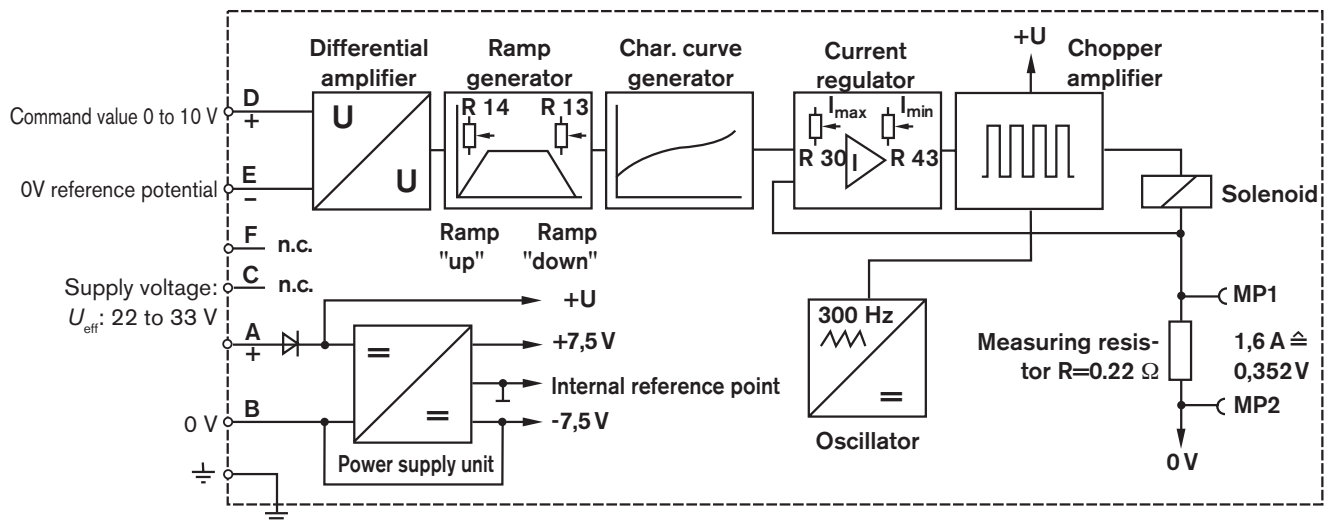 Differential
amplifier
Ramp
generator
Char. curve
generator
Current
regulator
+U
Chopper
amplifier
Command value 0 to 10 V
D
+
U
U
R 14
R 13
Imax
Imin
R 30
I
R 43
0V reference potential
E
−
Solenoid
Ramp
"up"
Ramp
"down"
F
n.c.
C
n.c.
Supply voltage:
Ueff: 22 to 33 V
A
+
+U
+7,5 V
Internal reference point
-7,5 V
=
=
0 V
B
Power supply unit
300 Hz
=
Oscillator
MP1
Measuring resis-
tor R=0.22 Ω
1,6 A ≙
0,352 V
MP2
0 V